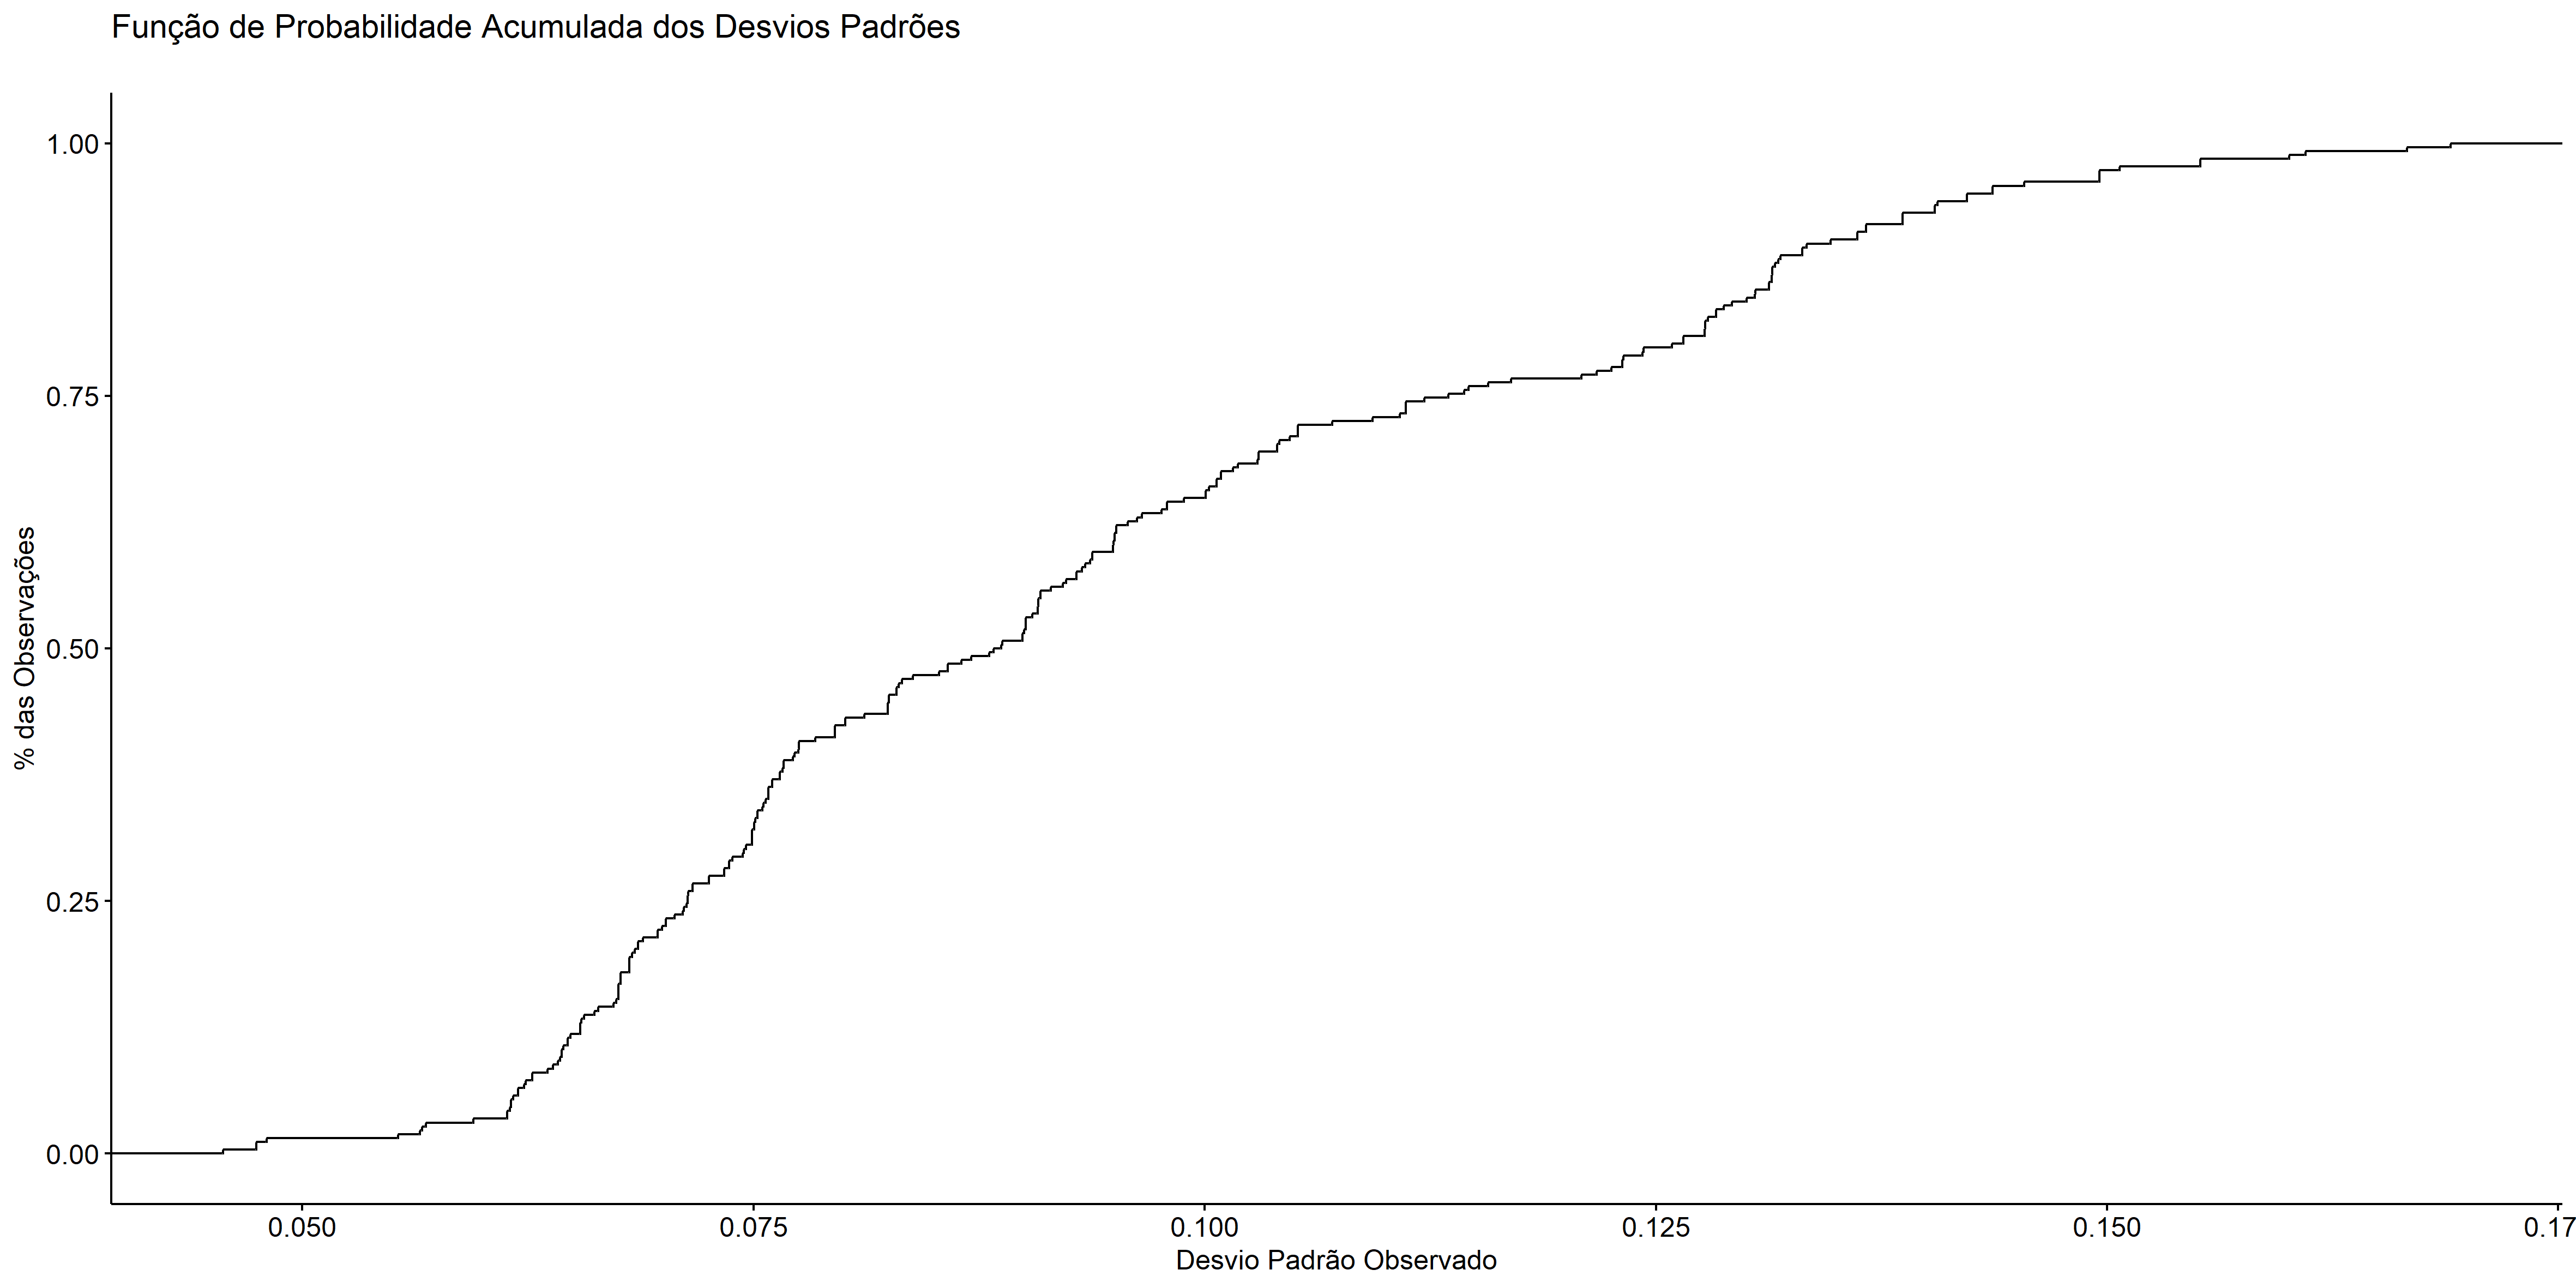 Função de Probabilidade Acumulada dos Desvios Padrões
1.00
0.75
0.50
0.25
0.00
% das Observações
0.050 0.075 0.100 0.125 0.150 0.17
Desvio Padrão Observado